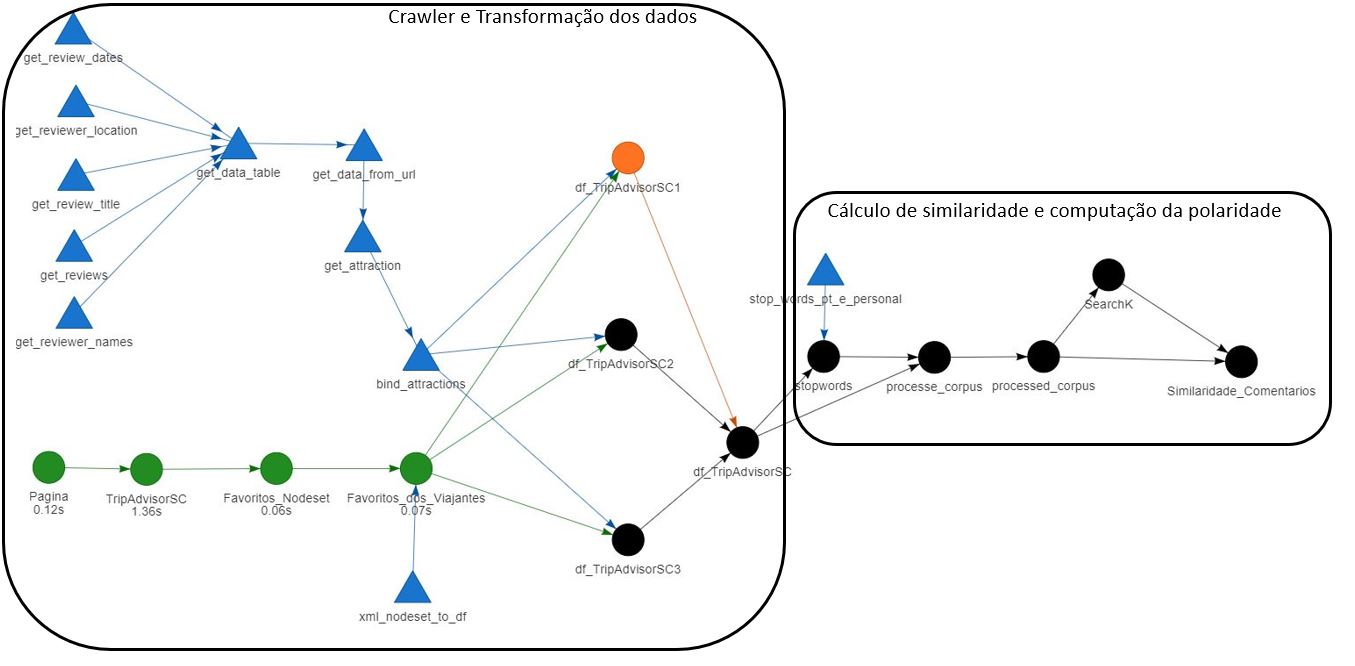 Crawler e Transformação dos dados
get_review_dates
get_reviewer_location
get_review_title
get_reviews
get_reviewer_names
get_data_table
get_data_from_url
get_attraction
bind_attractions
df_TripAdvisorSC1
df_TripAdvisorSC2
df_TripAdvisorSC
df_TripAdvisorSC3
Pagina
0.12s
TripAdvisorSC
1.36s
Favoritos_Nodeset
0.06s
Favoritos_dos_Viajantes
0.07s
xml_nodeset_to_df
Cálculo de similaridade e computação da polaridade
stop_words_pt_e_personal
stopwords
processe_corpus
processed_corpus
SearchK
Similaridade_Comentarios